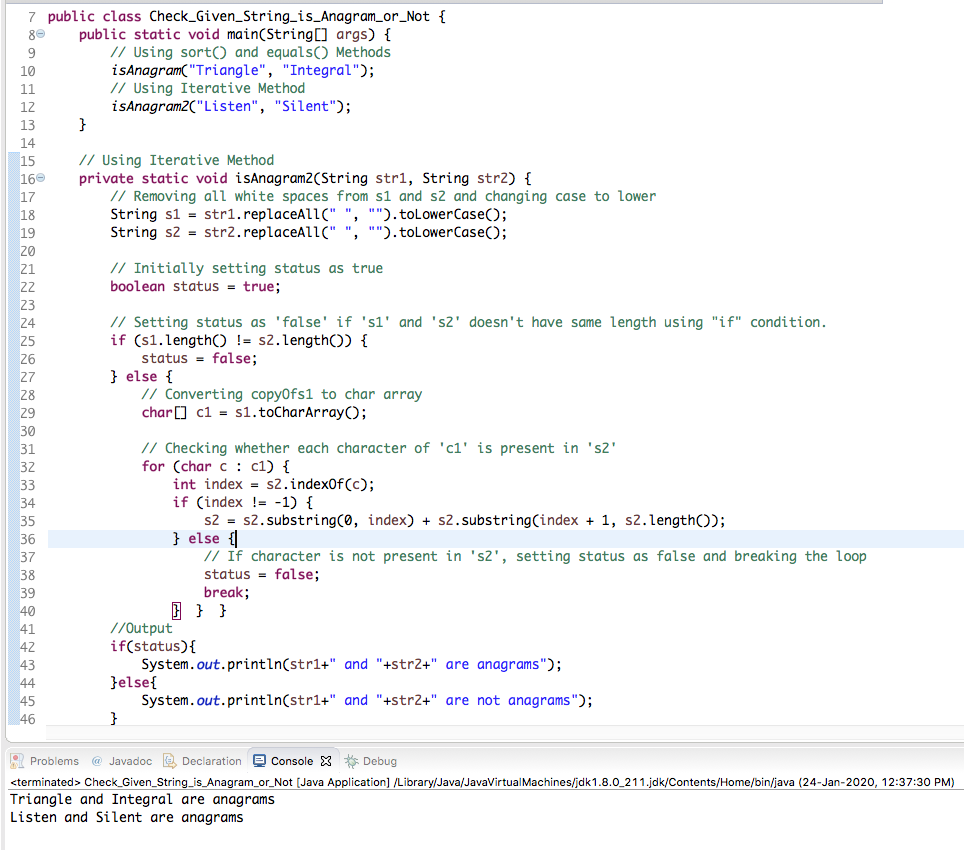 7 public class Check_Given_String_is_Anagram_or_Not {
8 public static void main(String[] args) {
9 // Using sort() and equals() Methods
10 isAnagram("Triangle", "Integral");
11 // Using Iterative Method
12 isAnagram2("Listen", "Silent");
13 }
14
15 // Using Iterative Method
16 private static void isAnagram2(String str1, String str2) {
17 // Removing all white spaces from s1 and s2 and changing case to lower
18 String s1 = str1.replaceAll(" ", "").toLowerCase();
19 String s2 = str2.replaceAll(" ", "").toLowerCase();
20
21 // Initially setting status as true
22 boolean status = true;
23
24 // Setting status as 'false' if 's1' and 's2' doesn't have same length using "if" condition.
25 if (s1.length() != s2.length()) {
26 status = false;
27 } else {
28 // Converting copyOfs1 to char array
29 char[] c1 = s1.toCharArray();
30
31 // Checking whether each character of 'c1' is present in 's2'
32 for (char c : c1) {
33 int index = s2.indexOf(c);
34 if (index != -1) {
35 s2 = s2.substring(0, index) + s2.substring(index + 1, s2.length());
36 } else {
37 // If character is not present in 's2', setting status as false and breaking the loop
38 status = false;
39 break;
40 } } }
41 //Output
42 if(status){
43 System.out.println(str1+" and "+str2+" are anagrams");
44 }else{
45 System.out.println(str1+" and "+str2+" are not anagrams");
46 }
Problems @ Javadoc Declaration Console Debug
<terminated> Check_Given_String_is_Anagram_or_Not [Java Application] /Library/Java/JavaVirtualMachines/jdk1.8.0_211.jdk/Contents/Home/bin/java (24-Jan-2020, 12:37:30 PM)
Triangle and Integral are anagrams
Listen and Silent are anagrams